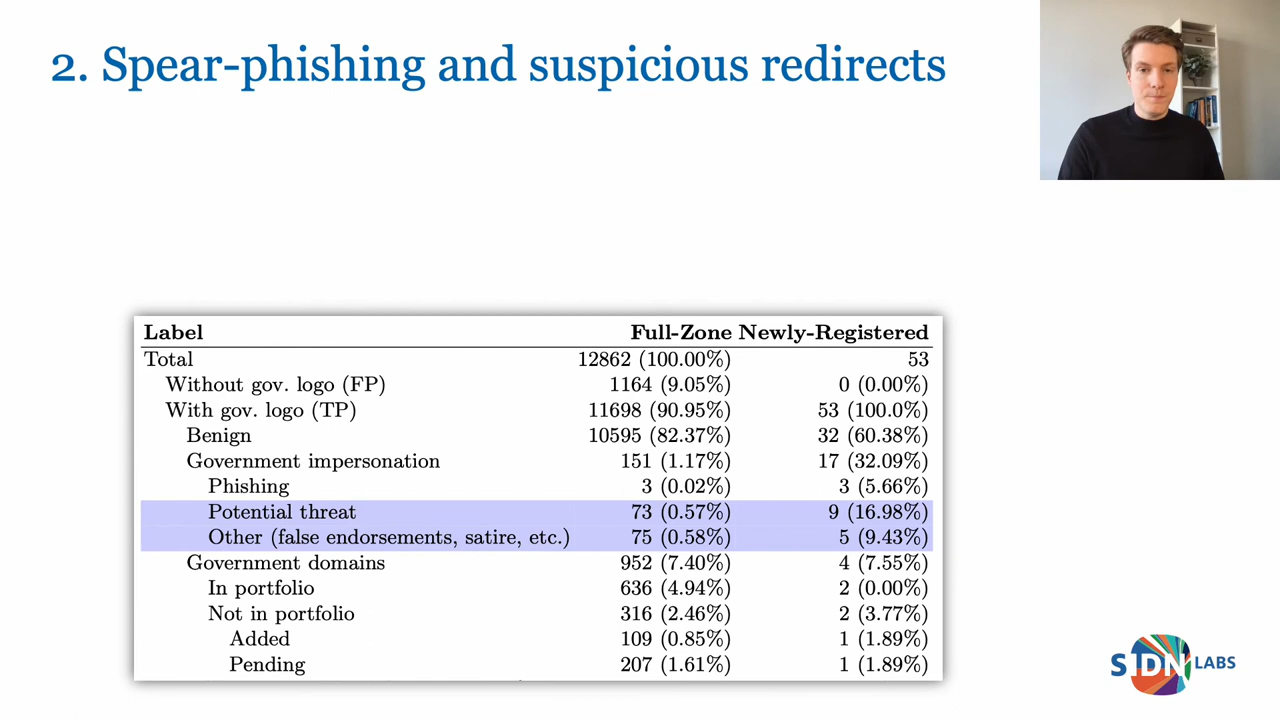 2. Spear-phishing and suspicious redirects
Label Full-Zone Newly-Registered
Total 12862 (100.00%) 53
Without gov. logo (FP) 1164 (9.05%) 0 (0.00%)
With gov. logo (TP) 11698 (90.95%) 53 (100.0%)
Benign 10595 (82.37%) 32 (60.38%)
Government impersonation 151 (1.17%) 17 (32.09%)
Phishing 3 (0.02%) 3 (5.66%)
Potential threat 73 (0.57%) 9 (16.98%)
Other (false endorsements, satire, etc.) 75 (0.58%) 5 (9.43%)
Government domains 952 (7.40%) 4 (7.55%)
In portfolio 636 (4.94%) 2 (0.00%)
Not in portfolio 316 (2.46%) 2 (3.77%)
Added 109 (0.85%) 1 (1.89%)
Pending 207 (1.61%) 1 (1.89%)
SIDN LABS